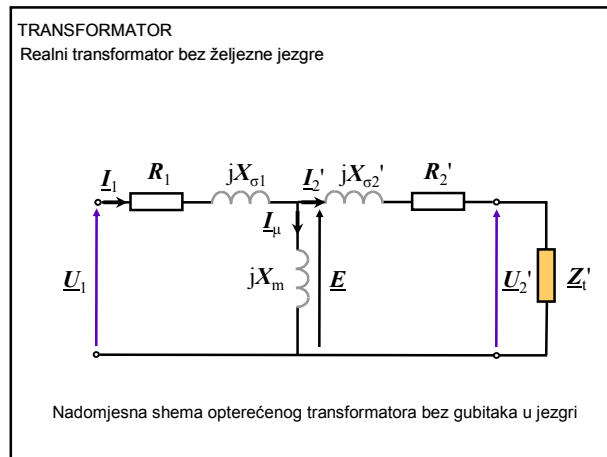 TRANSFORMATOR
Realni transformator bez željezne jezgre
I₁ R₁ jXσ1 I₂' jXσ2' R₂'
Iμ
U₁ jXm E U₂' Zt'
Nadomjesna shema opterećenog transformatora bez gubitaka u jezgri